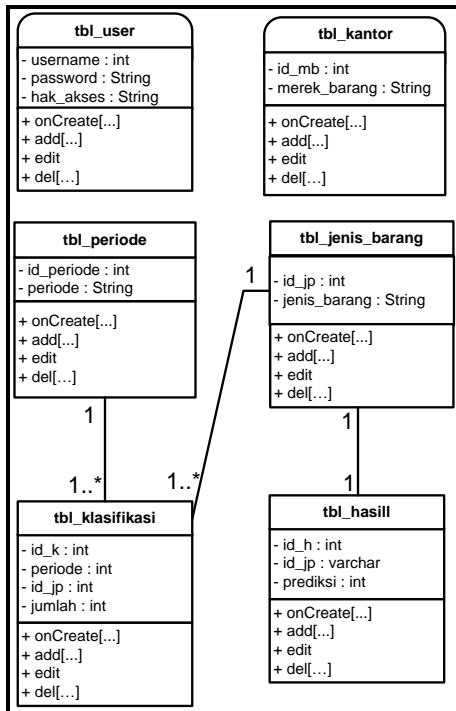 tbl_user
- username : int
- password : String
- hak_akses : String
+ onCreate[...]
+ add[...]
+ edit
+ del[…]
tbl_kantor
- id_mb : int
- merek_barang : String
+ onCreate[...]
+ add[...]
+ edit
+ del[…]
tbl_periode
- id_periode : int
- periode : String
+ onCreate[...]
+ add[...]
+ edit
+ del[…]
tbl_jenis_barang
- id_jp : int
- jenis_barang : String
+ onCreate[...]
+ add[...]
+ edit
+ del[…]
1
1
1..*
1..*
1
1
tbl_klasifikasi
- id_k : int
- periode : int
- id_jp : int
- jumlah : int
+ onCreate[...]
+ add[...]
+ edit
+ del[…]
tbl_hasill
- id_h : int
- id_jp : varchar
- prediksi : int
+ onCreate[...]
+ add[...]
+ edit
+ del[…]